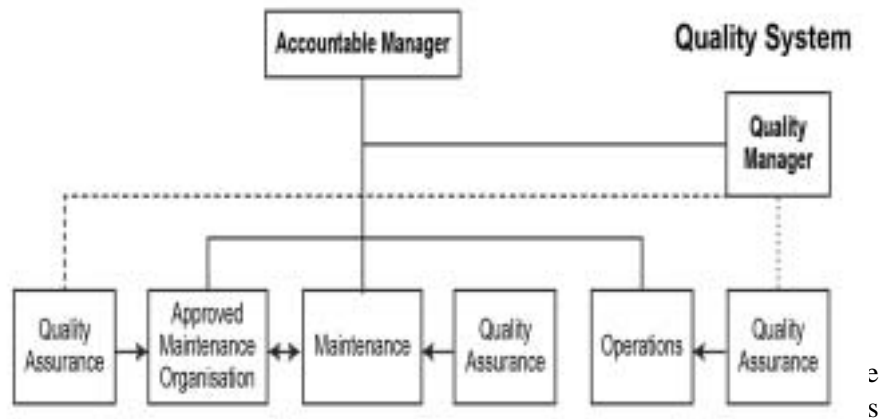 Accountable Manager
Quality System
Quality
Manager
Quality
Assurance
Approved
Maintenance
Organisation
Maintenance
Quality
Assurance
Operations
Quality
Assurance
s